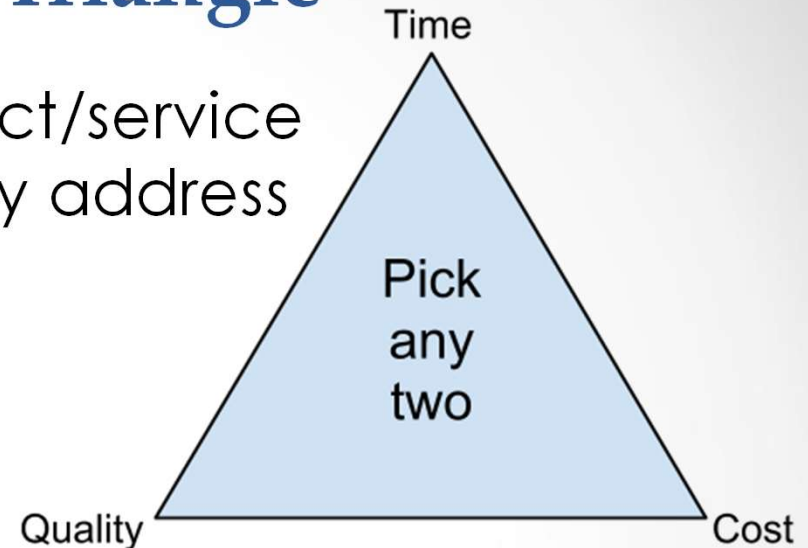 Triangle
Time
ct/service
y address
Pick
any
two
Quality
Cost